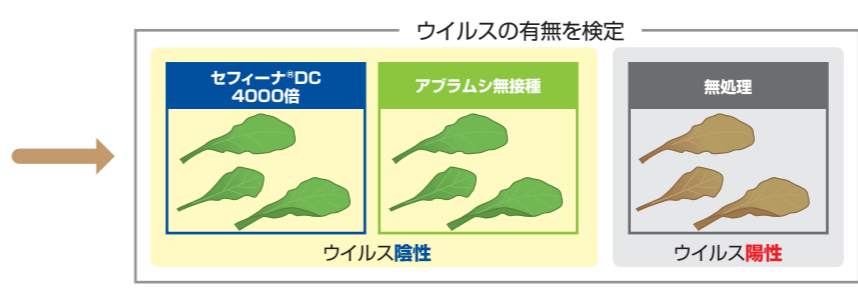 ウイルスの有無を検定
セフィーナ®DC
4000倍
アブラムシ無接種
無処理
ウイルス陰性
ウイルス陽性